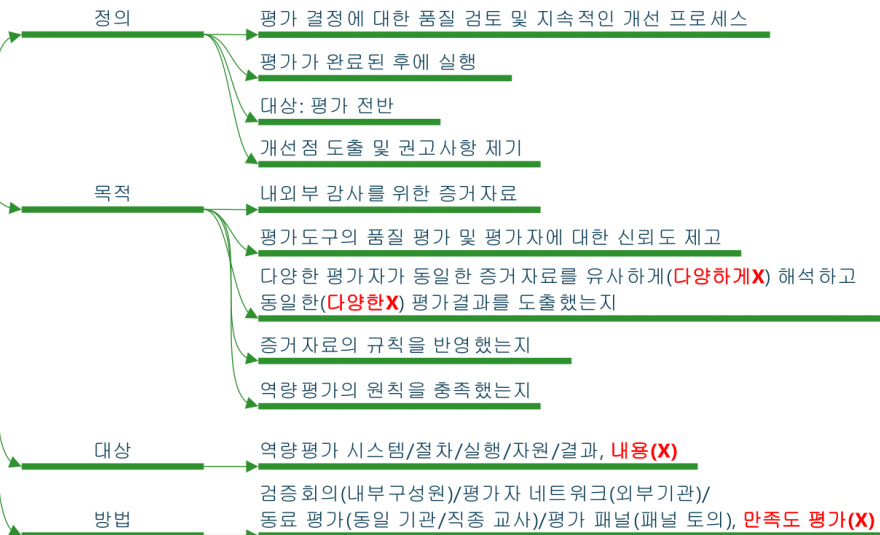 정의
평가 결정에 대한 품질 검토 및 지속적인 개선 프로세스
평가가 완료된 후에 실행
대상: 평가 전반
개선점 도출 및 권고사항 제기
목적
내외부 감사를 위한 증거자료
평가도구의 품질 평가 및 평가자에 대한 신뢰도 제고
다양한 평가자가 동일한 증거자료를 유사하게(다양하게X) 해석하고
동일한(다양한X) 평가결과를 도출했는지
증거자료의 규칙을 반영했는지
역량평가의 원칙을 충족했는지
대상
역량평가 시스템/절차/실행/자원/결과, 내용(X)
방법
검증회의(내부구성원)/평가자 네트워크(외부기관)/
동료 평가(동일 기관/직종 교사)/평가 패널(패널 토의), 만족도 평가(X)